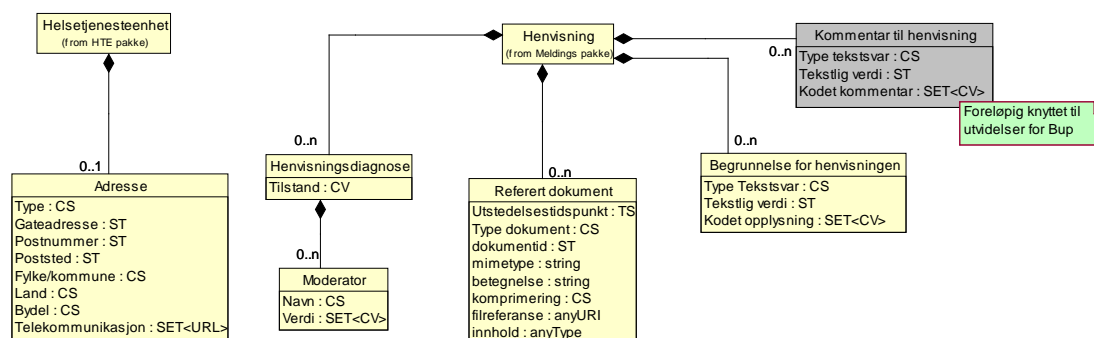 Helsetjenesteenhet
(from HTE pakke)
0..1
Adresse
Type : CS
Gateadresse : ST
Postnummer : ST
Poststed : ST
Fylke/kommune : CS
Land : CS
Bydel : CS
Telekommunikasjon : SET<URL>
Henvisning
(from Meldings pakke)
0..n
Henvisningsdiagnose
Tilstand : CV
0..n
Moderator
Navn : CS
Verdi : SET<CV>
0..n
Referert dokument
Utstedelsestidspunkt : TS
Type dokument : CS
dokumentid : ST
mimetype : string
betegnelse : string
komprimering : CS
filreferanse : anyURI
innhold : anyType
0..n
Kommentar til henvisning
Type tekstsvar : CS
Tekstlig verdi : ST
Kodet kommentar : SET<CV>
Foreløpig knyttet til
utvidelser for Bup
0..n
Begrunnelse for henvisningen
Type Tekstsvar : CS
Tekstlig verdi : ST
Kodet opplysning : SET<CV>